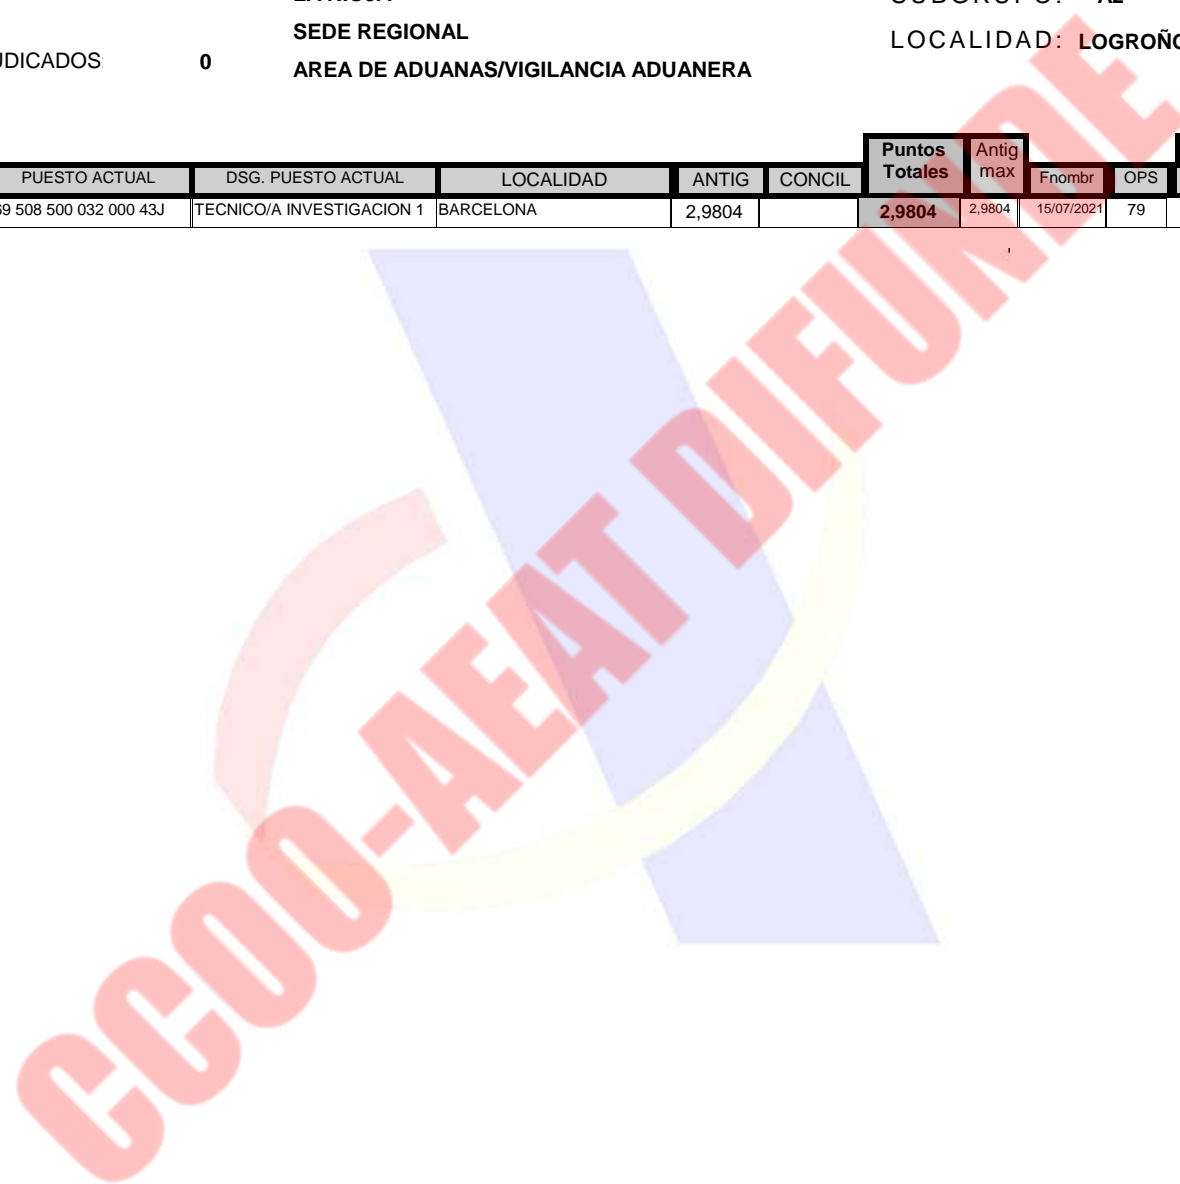 SEDE REGIONAL
LOCALIDAD: LOGROÑO
UDICADOS: 0
AREA DE ADUANAS/VIGILANCIA ADUANERA
PUESTO ACTUAL DSG. PUESTO ACTUAL LOCALIDAD ANTIG CONCIL Puntos Totales Antig max Fnombr OPS
69 508 500 032 000 43J TECNICO/A INVESTIGACION 1 BARCELONA 2,9804 2,9804 2,9804 15/07/2021 79
CCOO-AEAT DIFUNDE